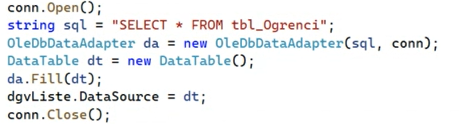 conn.Open();
string sql = "SELECT * FROM tbl_Ogrenci";
OleDbDataAdapter da = new OleDbDataAdapter(sql, conn);
DataTable dt = new DataTable();
da.Fill(dt);
dgvListe.DataSource = dt;
conn.Close();